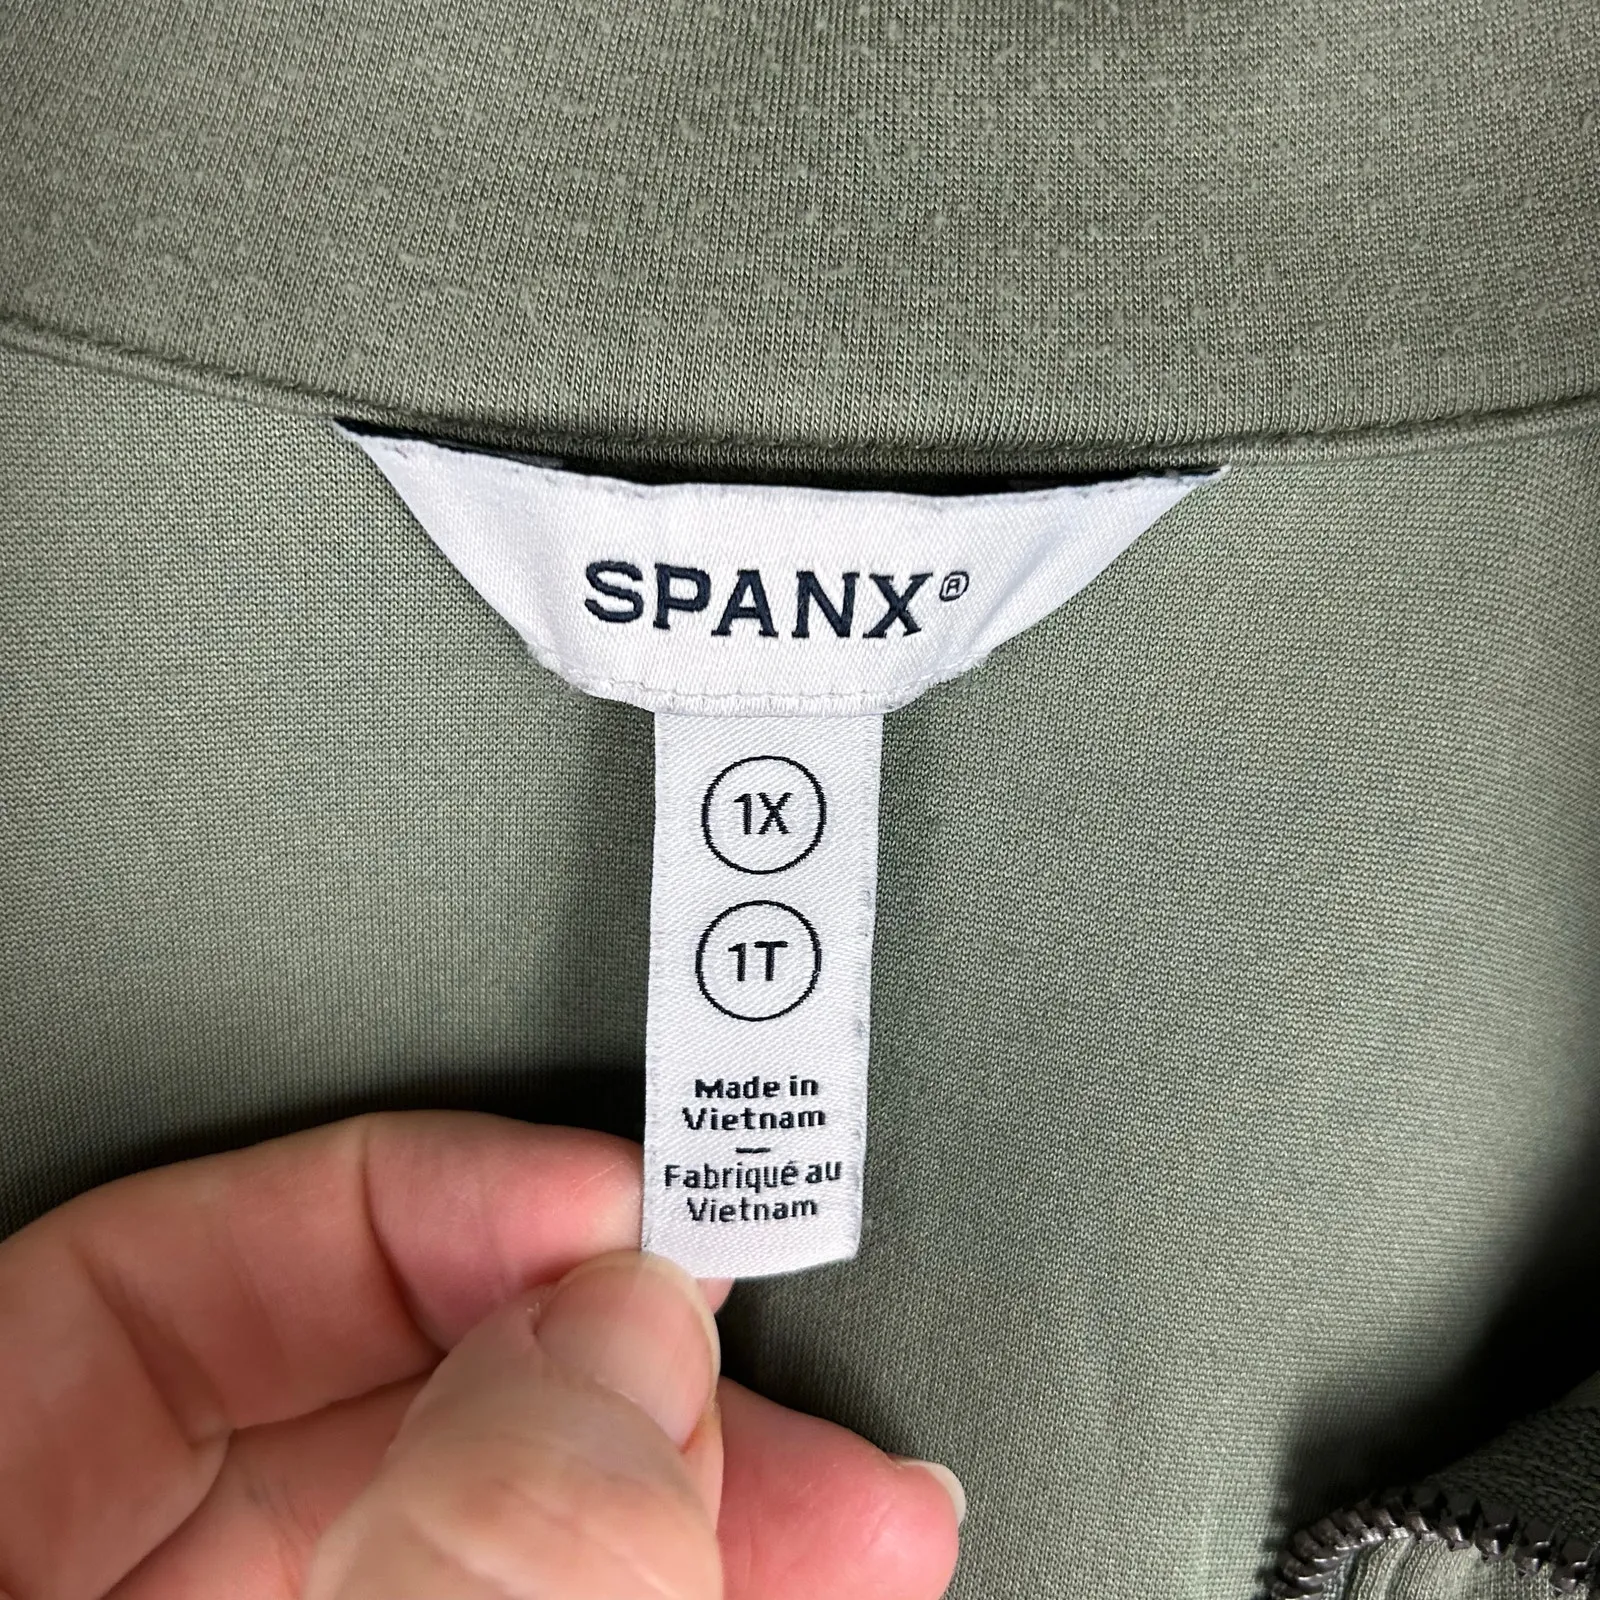 SPANX®
1X
1T
Made in
Vietnam
—
Fabriqué au
Vietnam